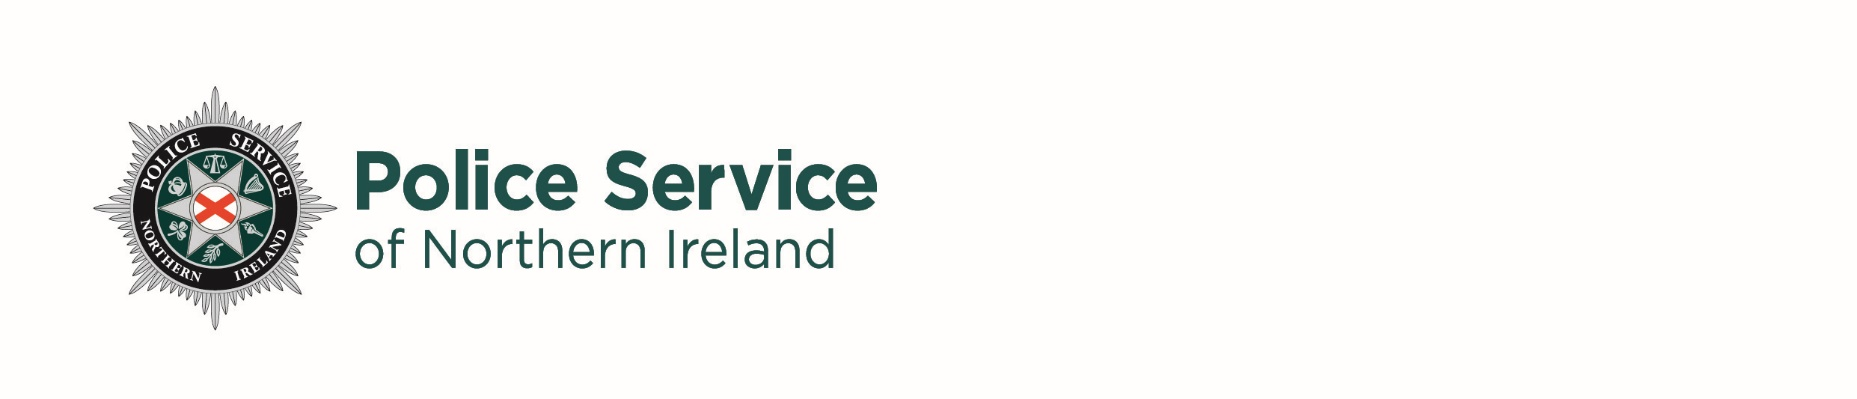 POLICE SERVICE
NORTHERN IRELAND
Police Service
of Northern Ireland